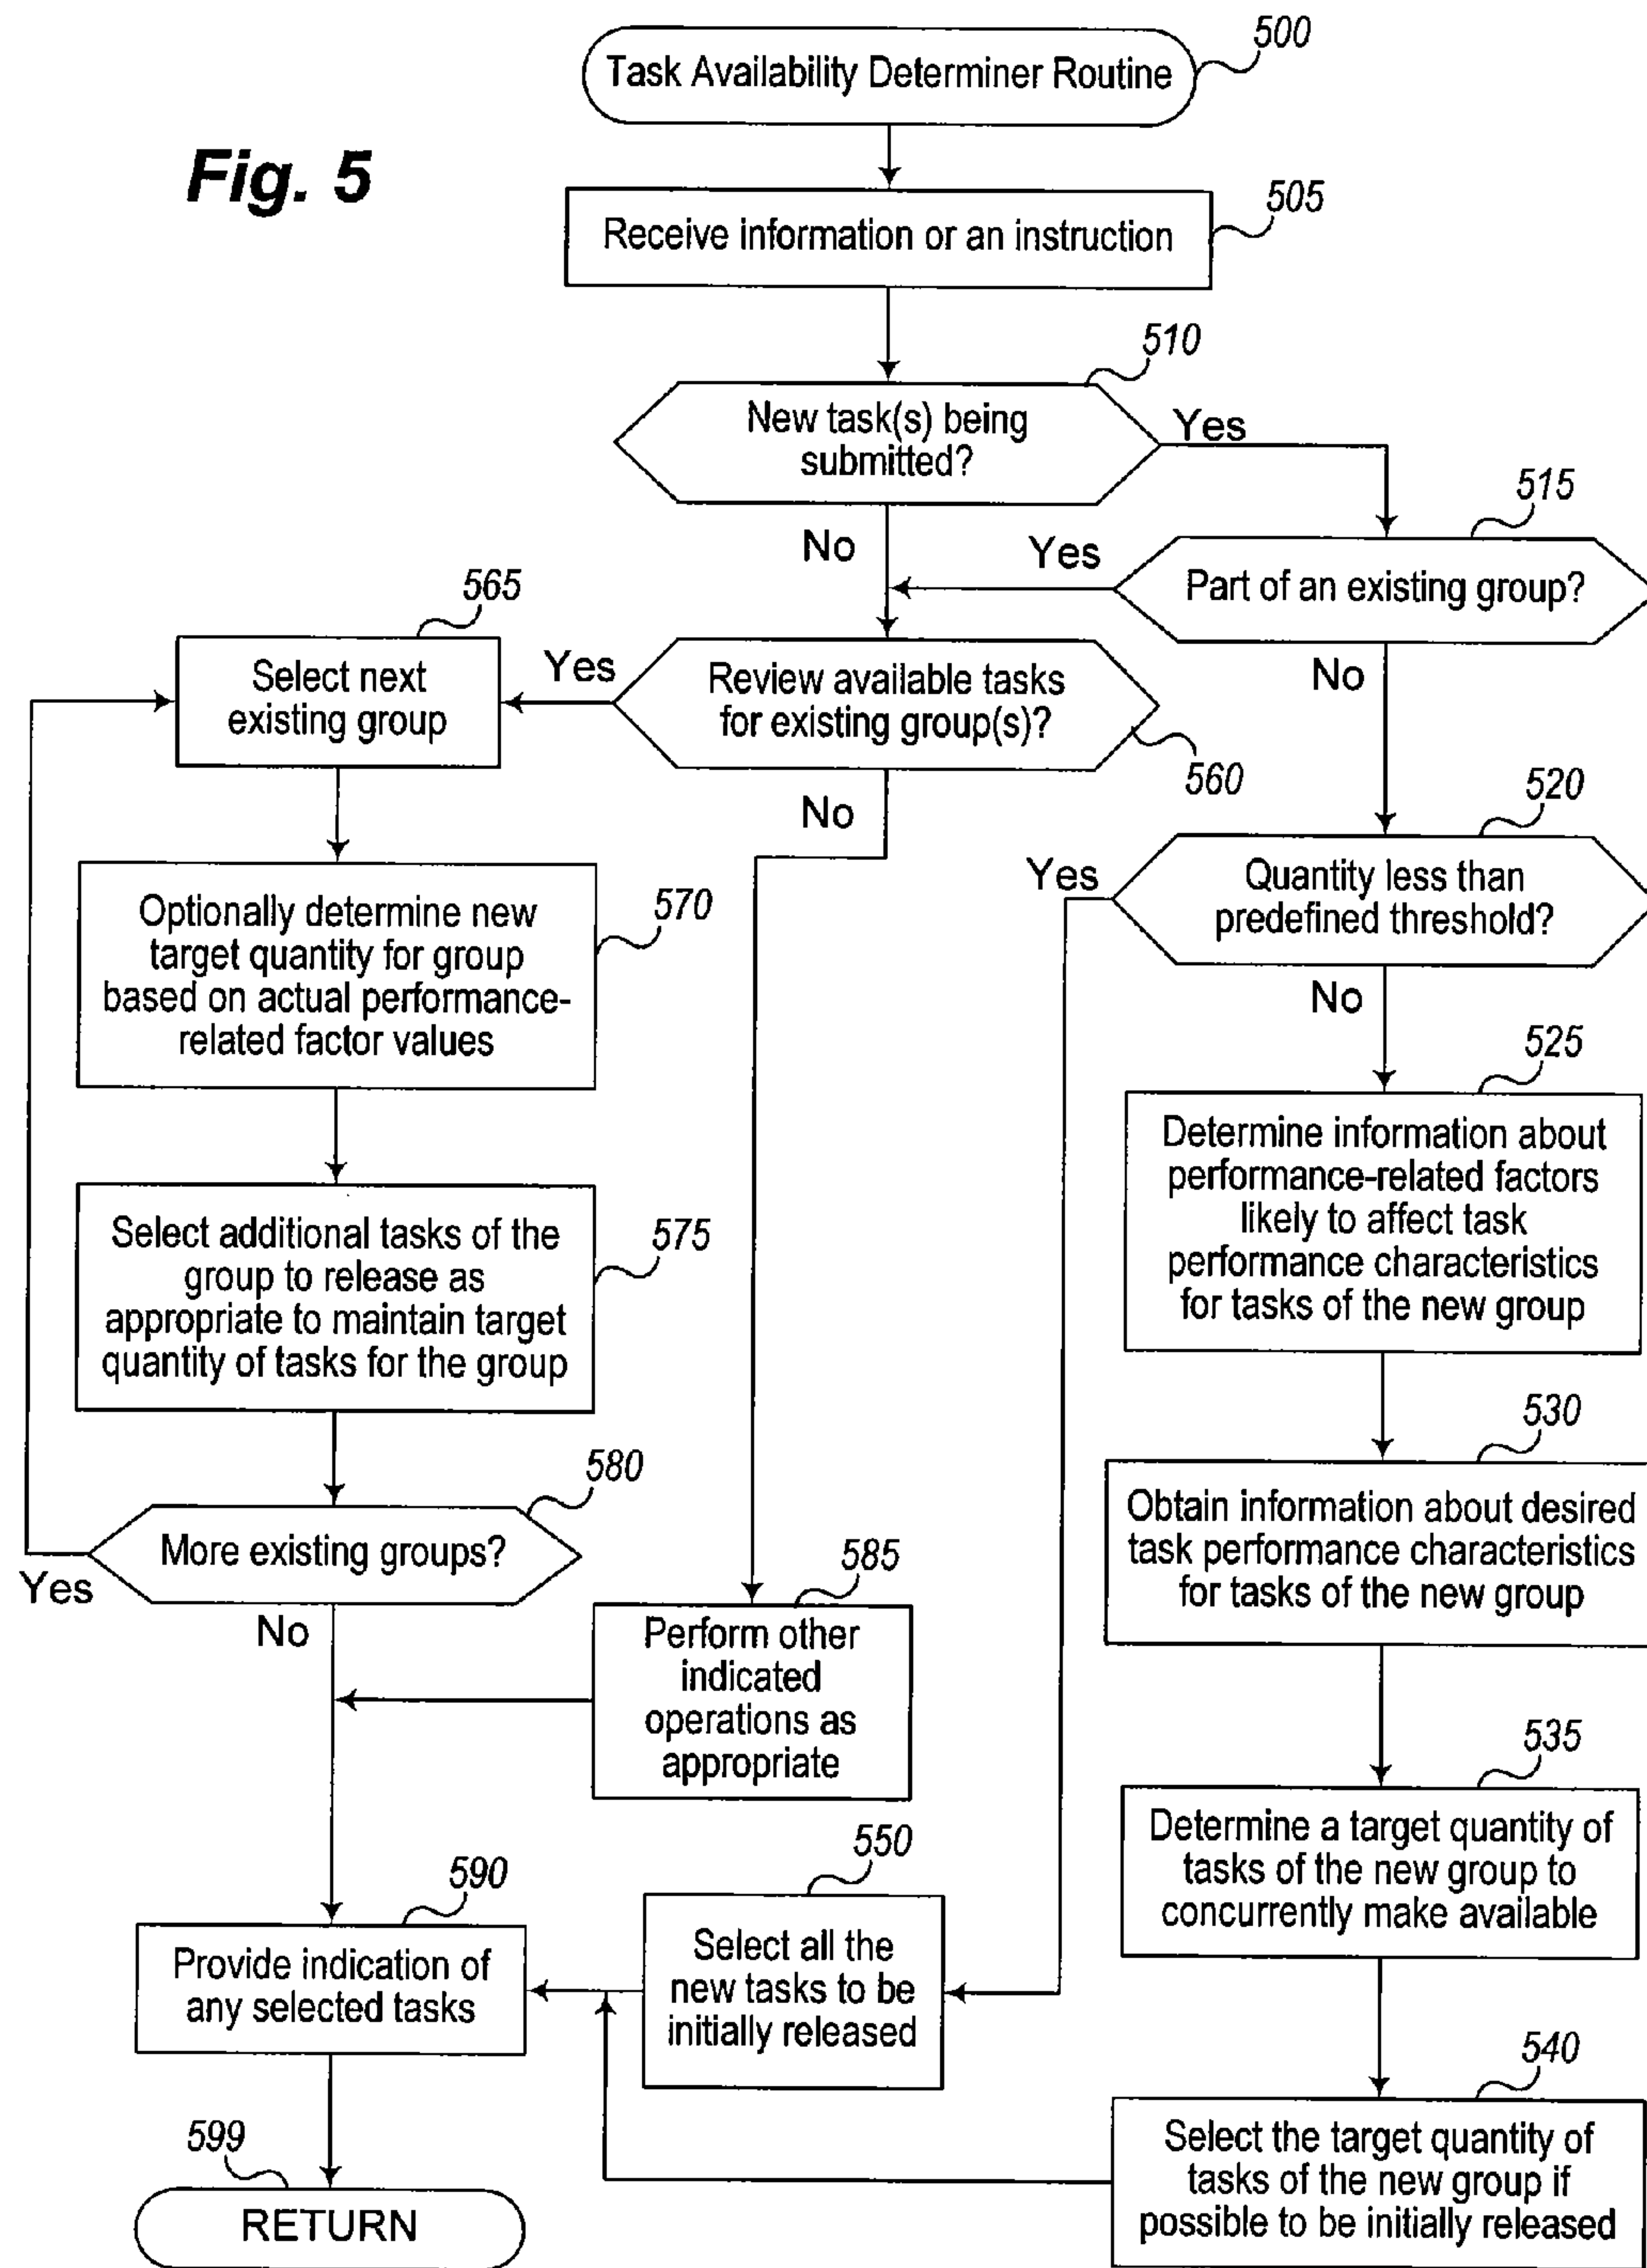 Fig. 5
Task Availability Determiner Routine
500
Receive information or an instruction
505
New task(s) being
submitted?
510
Yes
No
Part of an existing group?
515
Yes
No
Review available tasks
for existing group(s)?
560
Yes
No
Select next
existing group
565
Quantity less than
predefined threshold?
520
Yes
No
Optionally determine new
target quantity for group
based on actual performance-
related factor values
570
Determine information about
performance-related factors
likely to affect task
performance characteristics
for tasks of the new group
525
Select additional tasks of the
group to release as
appropriate to maintain target
quantity of tasks for the group
575
Obtain information about desired
task performance characteristics
for tasks of the new group
530
More existing groups?
580
Yes
No
Perform other
indicated
operations as
appropriate
585
Determine a target quantity of
tasks of the new group to
concurrently make available
535
Select all the
new tasks to be
initially released
550
Provide indication of
any selected tasks
590
Select the target quantity of
tasks of the new group if
possible to be initially released
540
RETURN
599